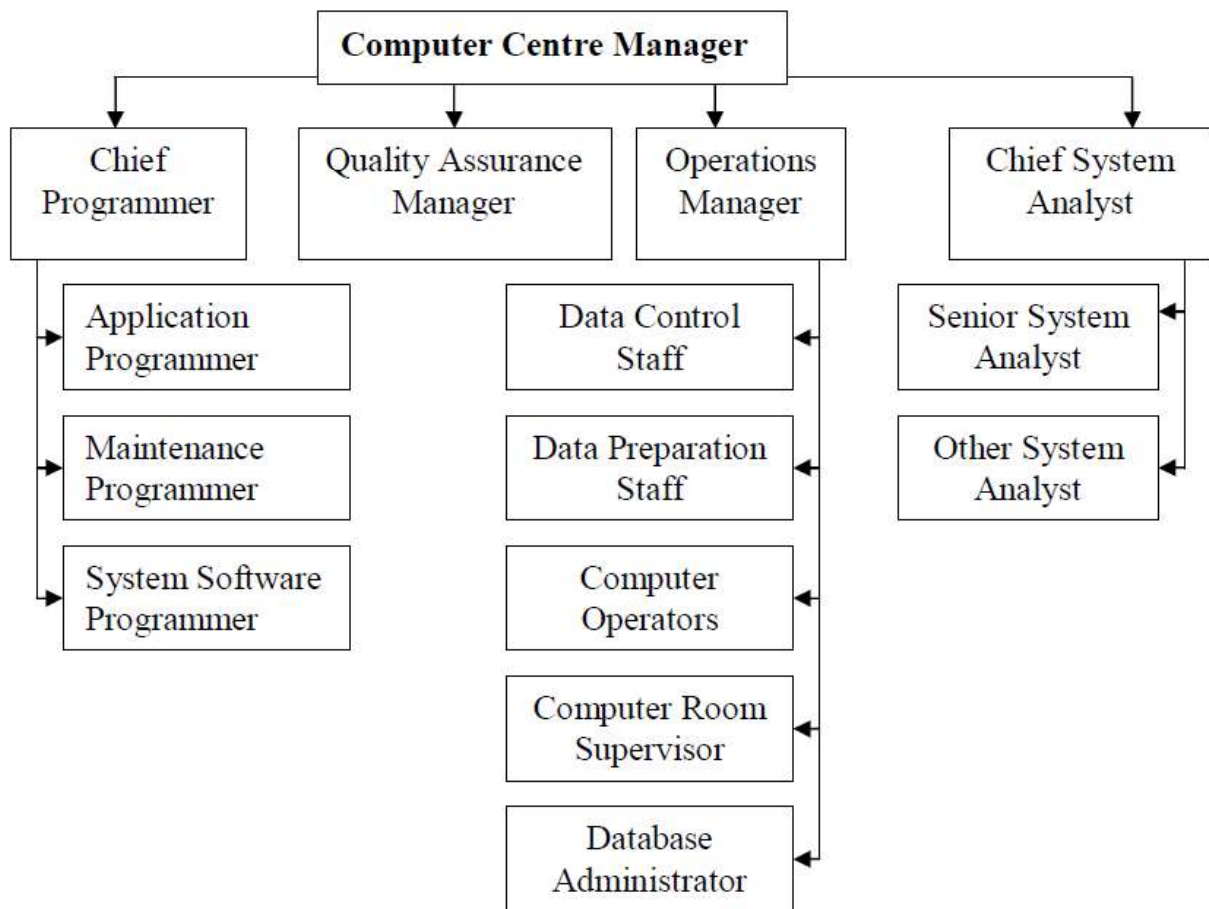 Computer Centre Manager
Chief
Programmer
Quality Assurance
Manager
Operations
Manager
Chief System
Analyst
Application
Programmer
Maintenance
Programmer
System Software
Programmer
Data Control
Staff
Data Preparation
Staff
Computer
Operators
Computer Room
Supervisor
Database
Administrator
Senior System
Analyst
Other System
Analyst